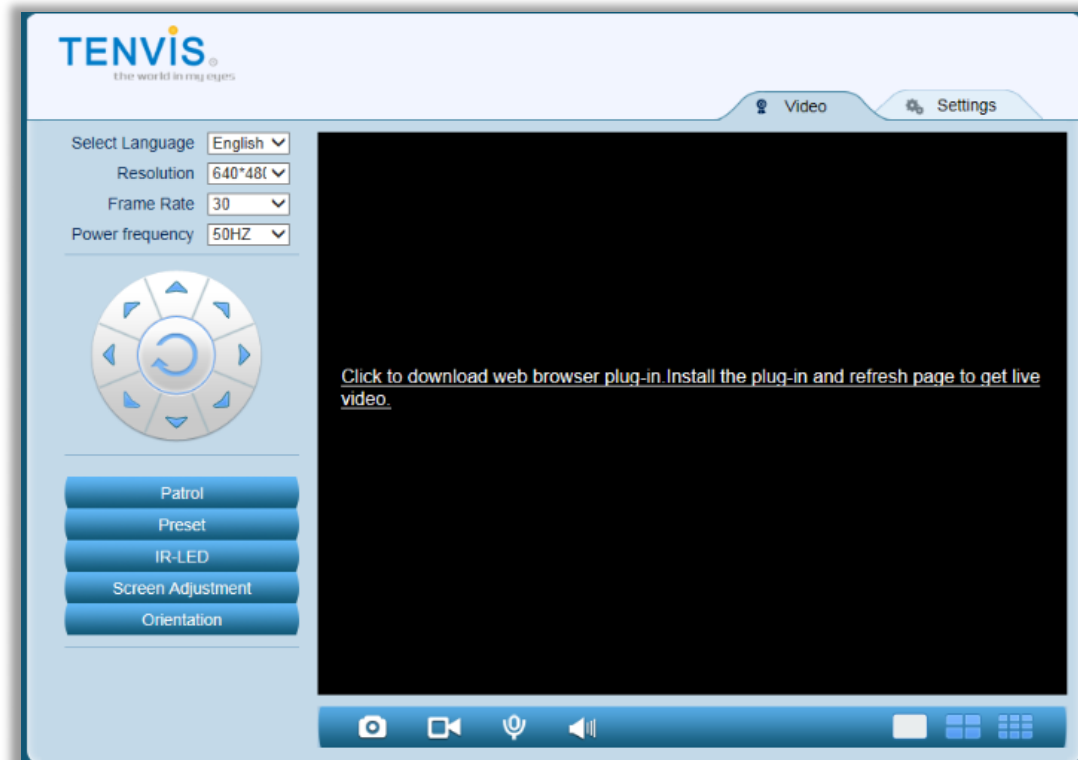 TENVIS
the world in my eyes
Video
Settings
Select Language English
Resolution 640*48(
Frame Rate 30
Power frequency 50HZ
Click to download web browser plug-in.Install the plug-in and refresh page to get live
video.
Patrol
Preset
IR-LED
Screen Adjustment
Orientation